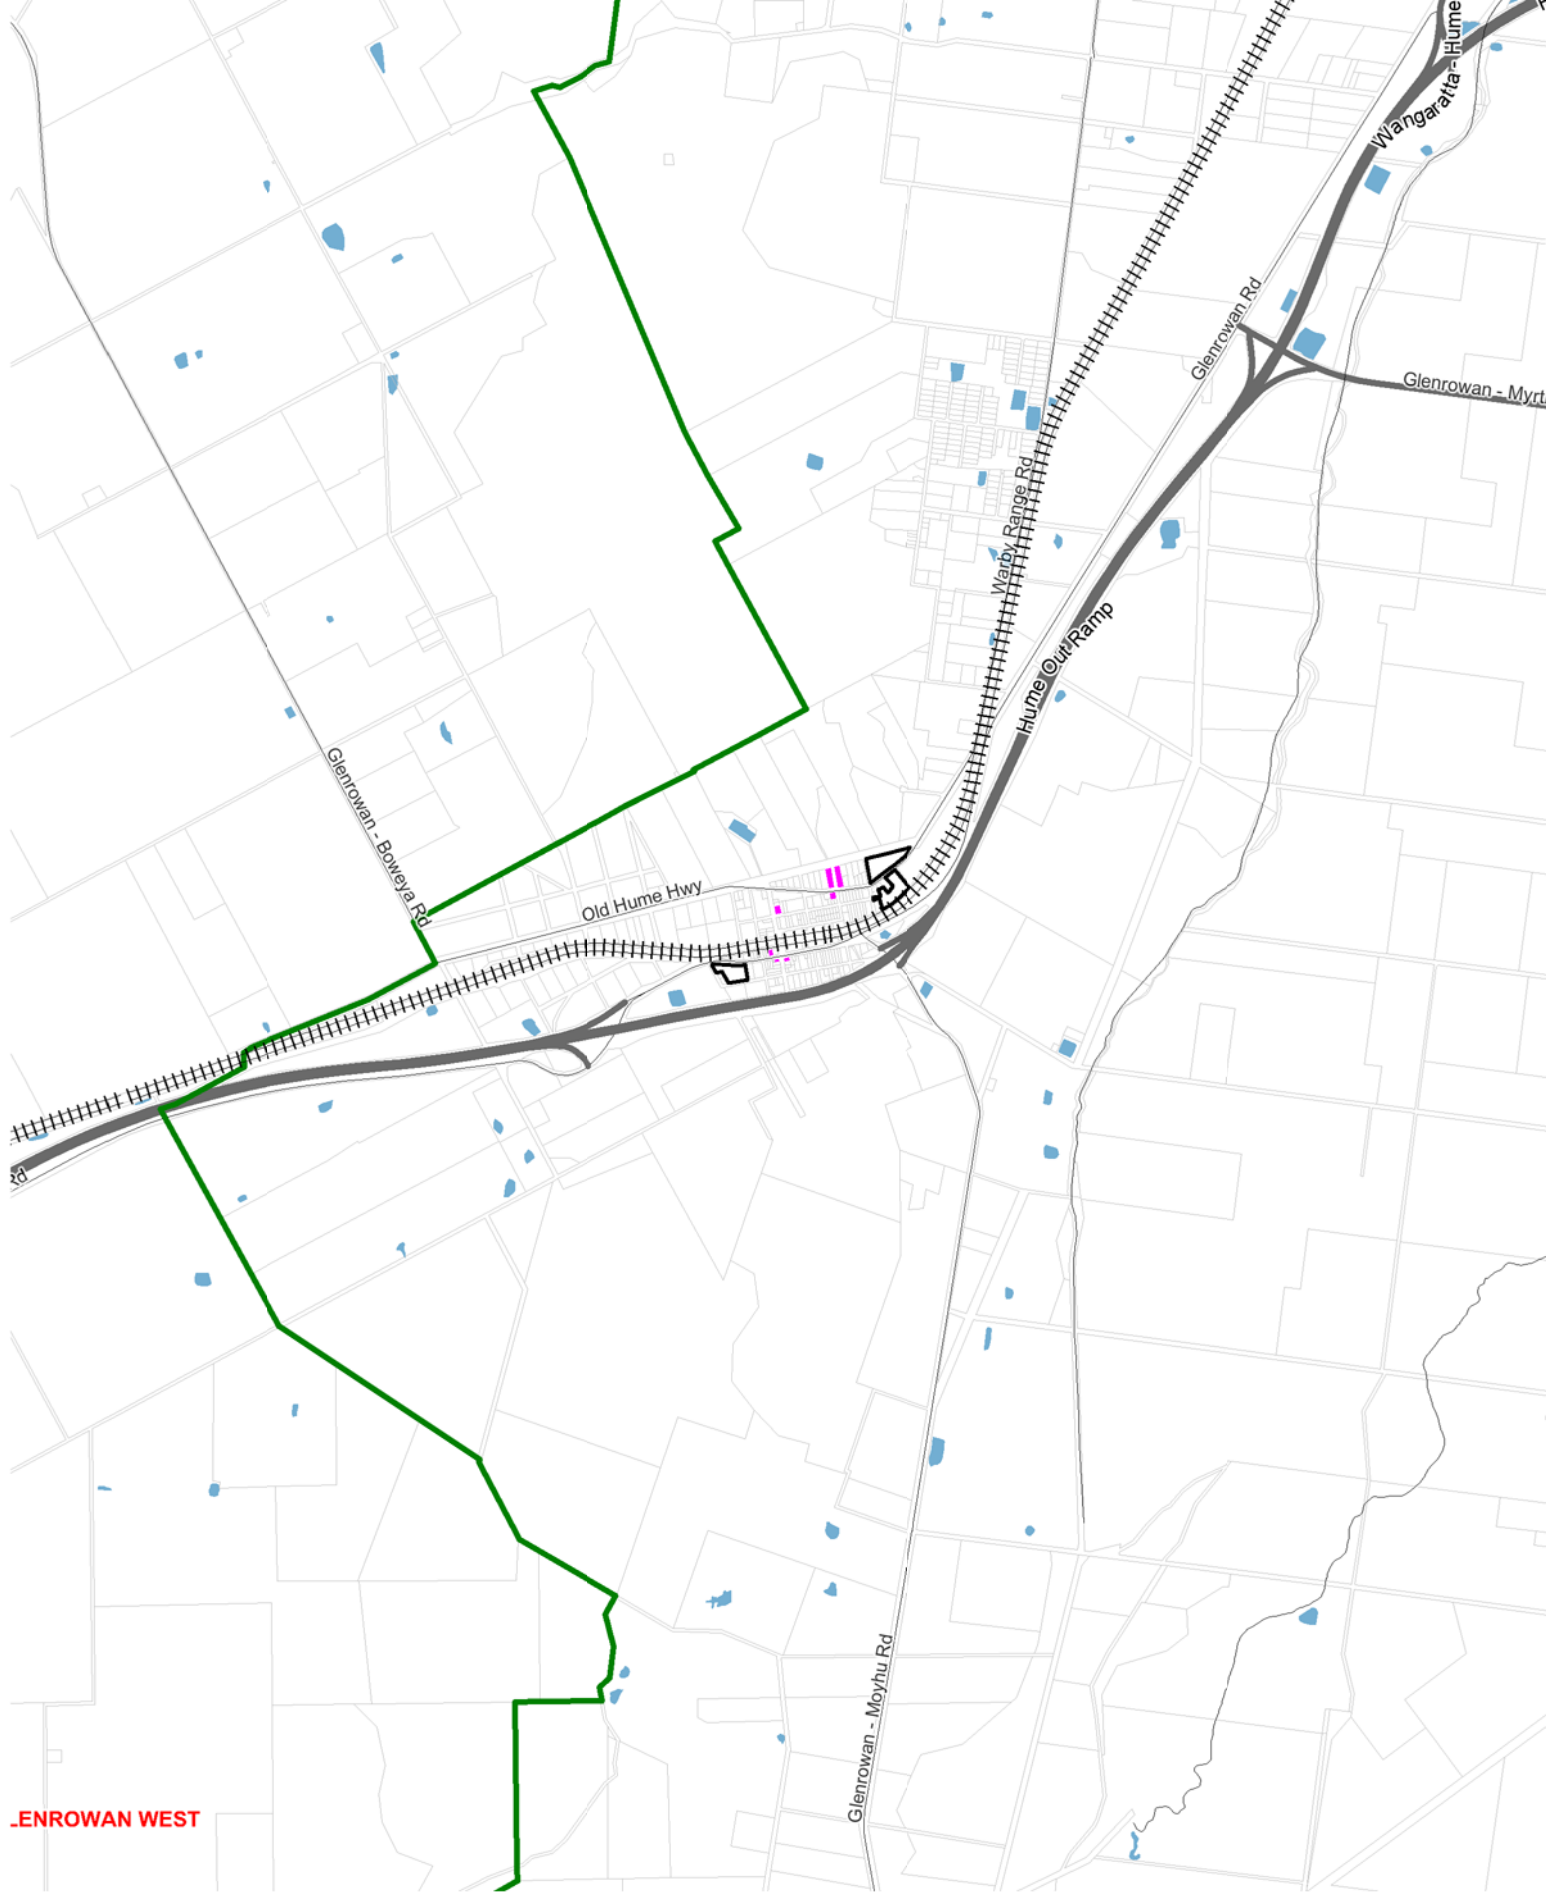 Wangaratta - Hume
Glenrowan Rd
Glenrowan - Myrt
Warby Range Rd
Hume Out Ramp
Glenrowan - Boweya Rd
Old Hume Hwy
Rd
Glenrowan - Moyhu Rd
LENROWAN WEST